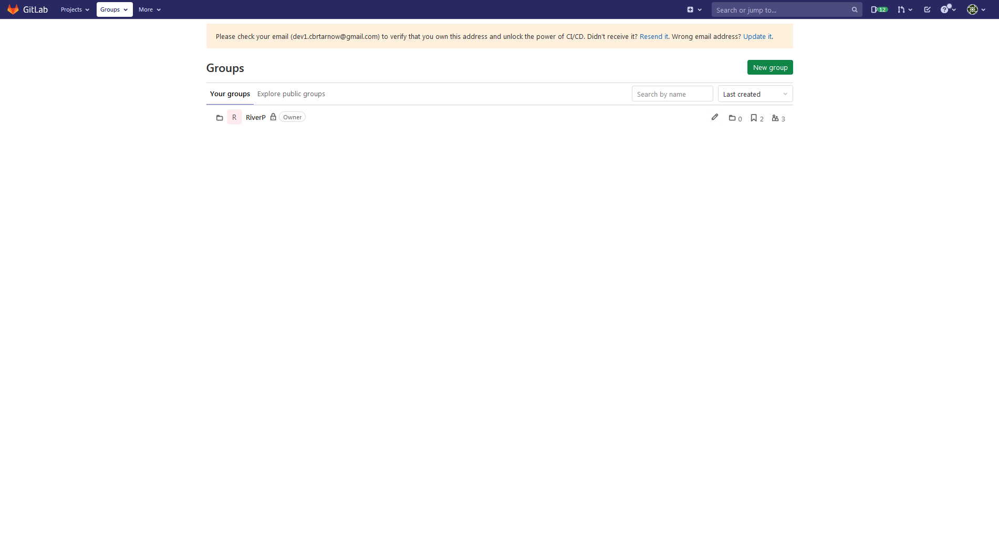 GitLab Projects Groups More Search or jump to... 12
Please check your email (dev1.cbrtarnow@gmail.com) to verify that you own this address and unlock the power of CI/CD. Didn't receive it? Resend it. Wrong email address? Update it.
Groups New group
Your groups Explore public groups Search by name Last created
R RiverP Owner 0 2 3